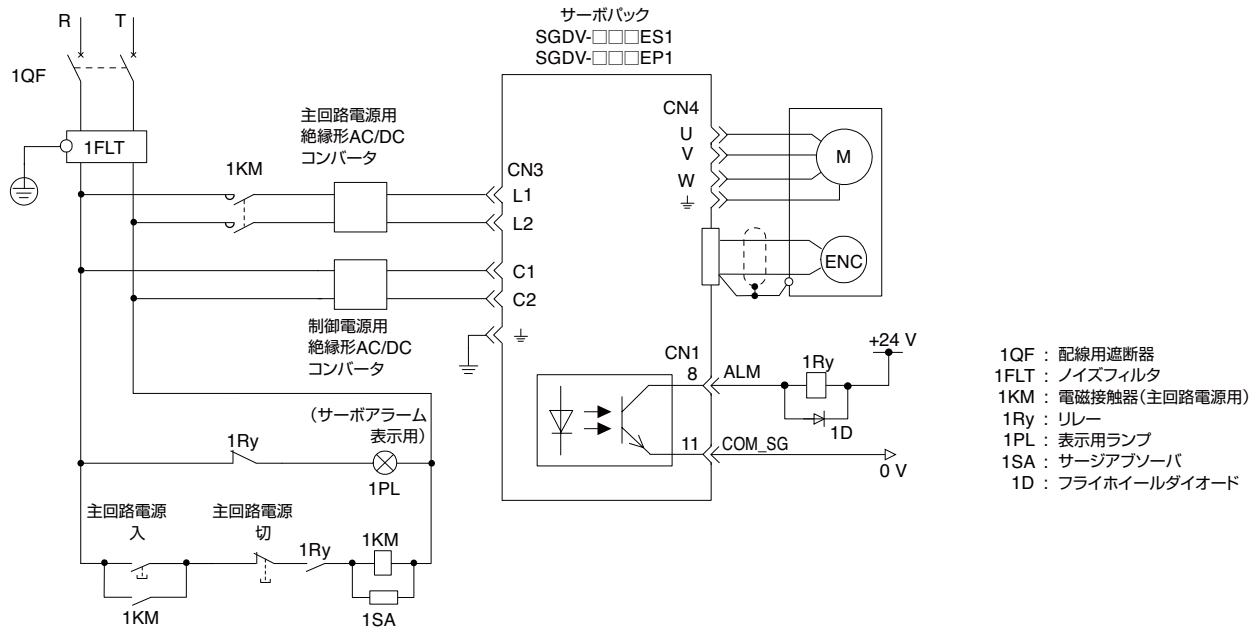 R
T
1QF
1FLT
サーボパック
SGDV-□□□ES1
SGDV-□□□EP1
主回路電源用
絶縁形AC/DC
コンバータ
1KM
CN3
L1
L2
C1
C2
制御電源用
絶縁形AC/DC
コンバータ
CN4
U
V
W
M
ENC
CN1
8
ALM
1Ry
+24 V
1D
11
COM_SG
0 V
(サーボアラーム
表示用)
1Ry
1PL
主回路電源
入
主回路電源
切
1Ry
1KM
1KM
1SA
1QF : 配線用遮断器
1FLT : ノイズフィルタ
1KM : 電磁接触器(主回路電源用)
1Ry : リレー
1PL : 表示用ランプ
1SA : サージアブソーバ
1D : フライホイールダイオード